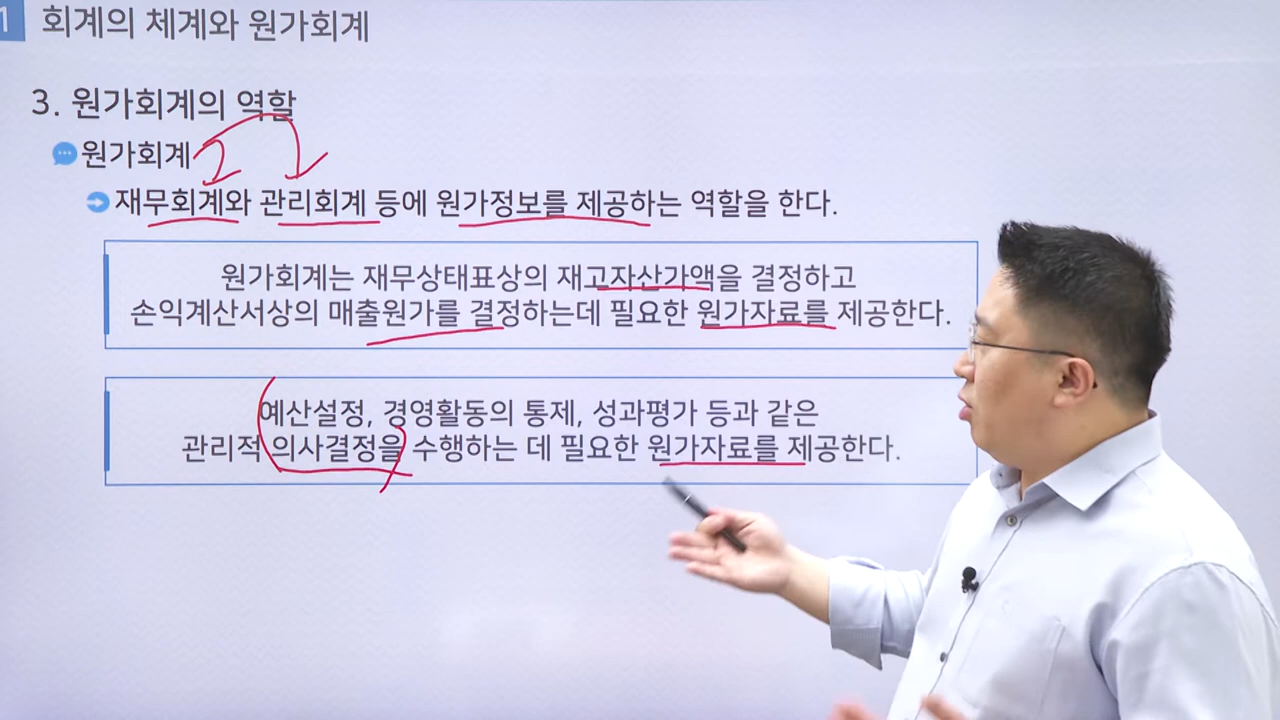 1 회계의 체계와 원가회계
3. 원가회계의 역할
원가회계
재무회계와 관리회계 등에 원가정보를 제공하는 역할을 한다.
원가회계는 재무상태표상의 재고자산가액을 결정하고
손익계산서상의 매출원가를 결정하는데 필요한 원가자료를 제공한다.
예산설정, 경영활동의 통제, 성과평가 등과 같은
관리적 의사결정을 수행하는 데 필요한 원가자료를 제공한다.